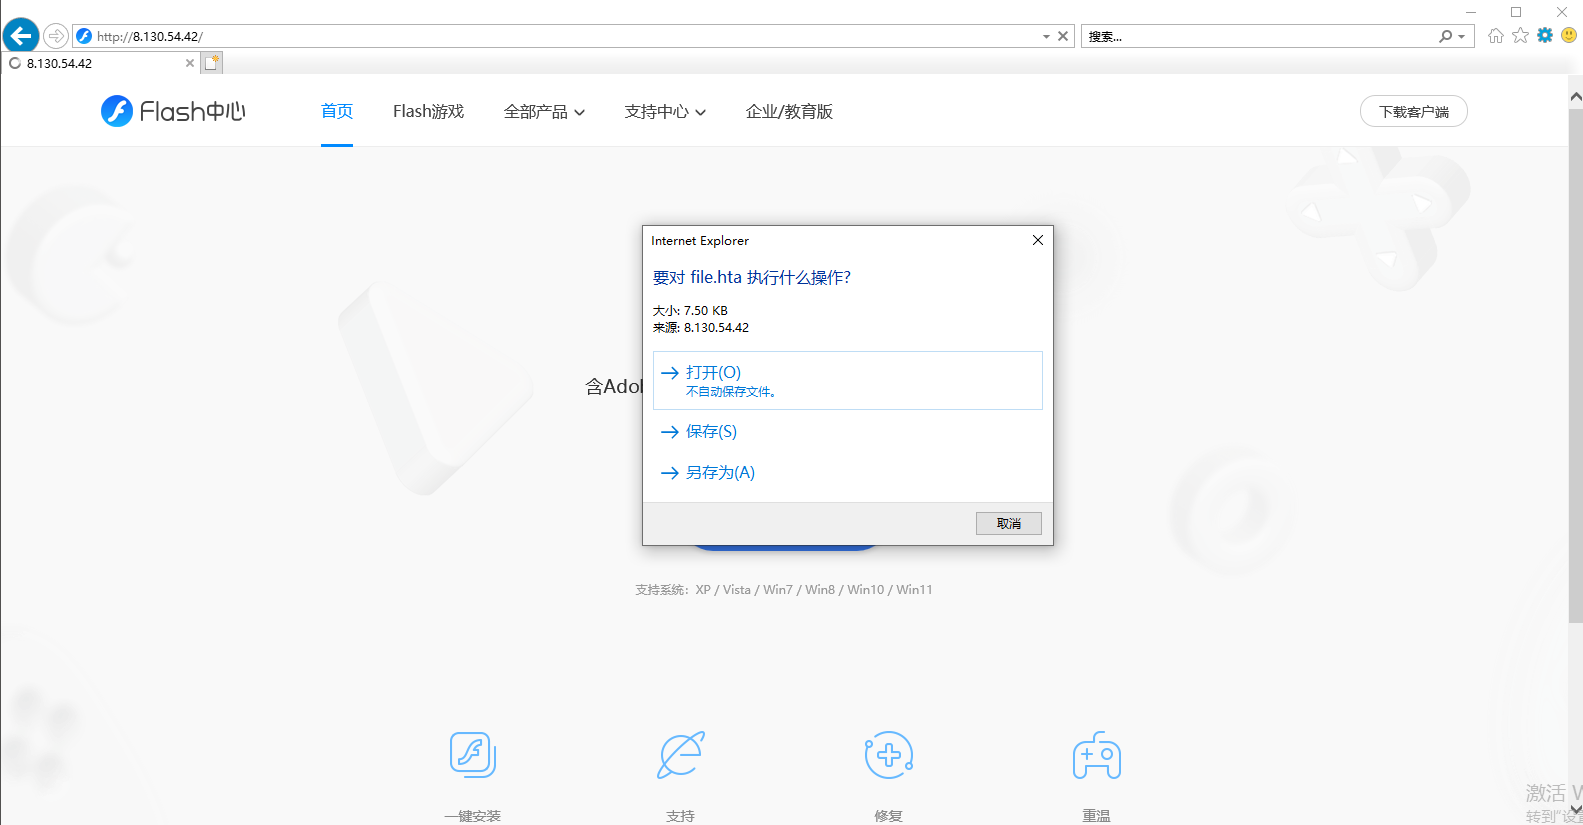 http://8.130.54.42/
搜索...
8.130.54.42
Flash中心
首页
Flash游戏
全部产品
支持中心
企业/教育版
下载客户端
Internet Explorer
要对 file.hta 执行什么操作?
大小: 7.50 KB
来源: 8.130.54.42
打开(O)
不自动保存文件。
含Adol
保存(S)
另存为(A)
取消
支持系统：XP / Vista / Win7 / Win8 / Win10 / Win11
一键安装
支持
修复
重温
激活 W
转到"设